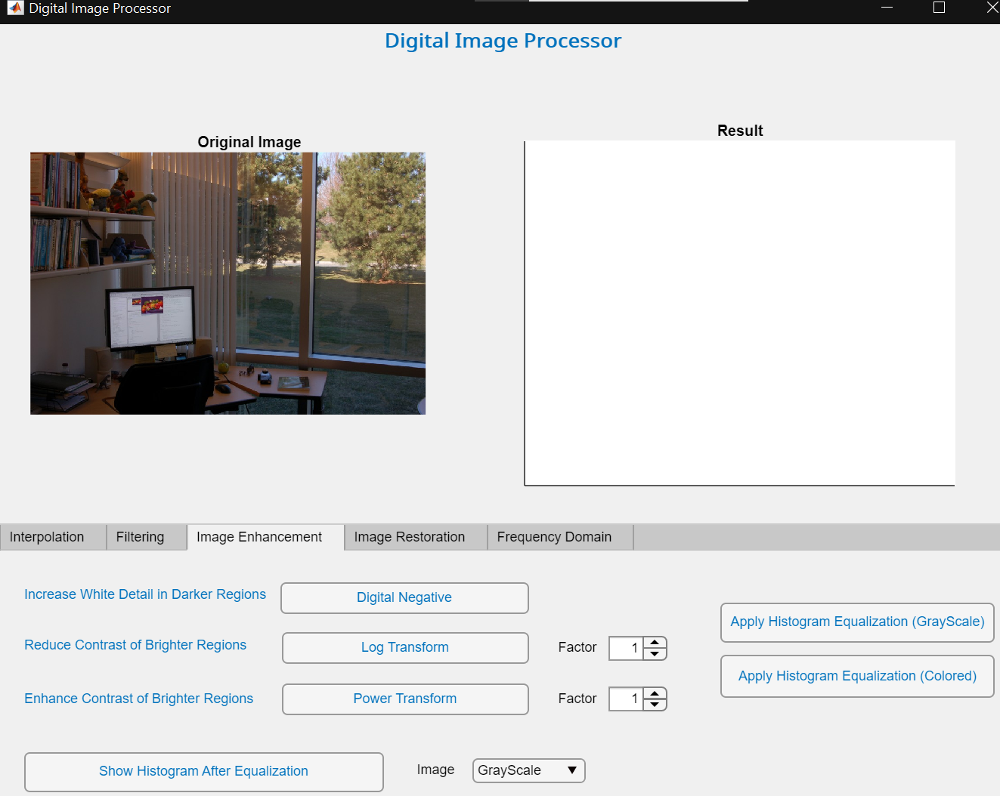 Digital Image Processor
Digital Image Processor
Original Image
Result
Interpolation
Filtering
Image Enhancement
Image Restoration
Frequency Domain
Increase White Detail in Darker Regions
Digital Negative
Reduce Contrast of Brighter Regions
Log Transform
Factor
1
Enhance Contrast of Brighter Regions
Power Transform
Factor
1
Apply Histogram Equalization (GrayScale)
Apply Histogram Equalization (Colored)
Show Histogram After Equalization
Image
GrayScale